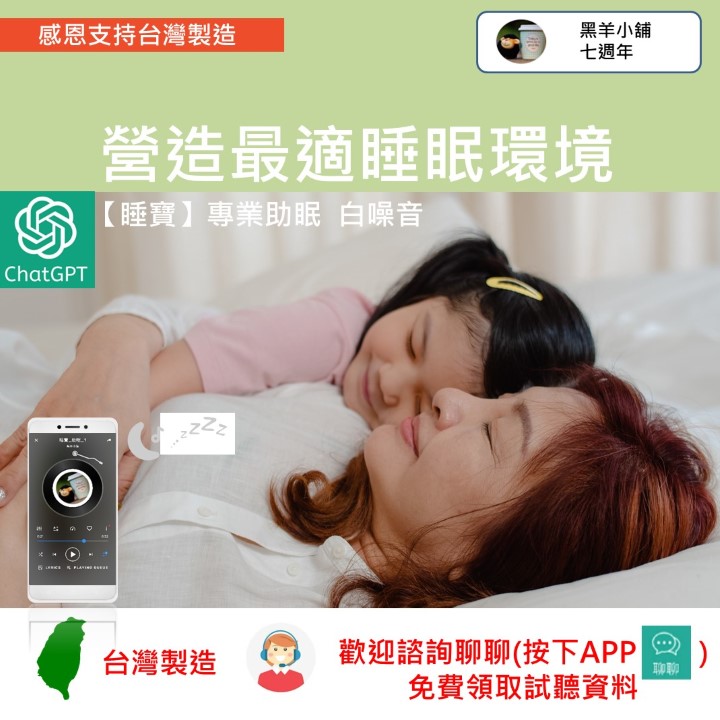 感恩支持台灣製造
黑羊小舖
七週年
營造最適睡眠環境
【睡寶】專業助眠 白噪音
ChatGPT
zzZZZ
LYRICS
PLAYING QUEUE
台灣製造
歡迎諮詢聊聊(按下APP 聊聊 )
免費領取試聽資料